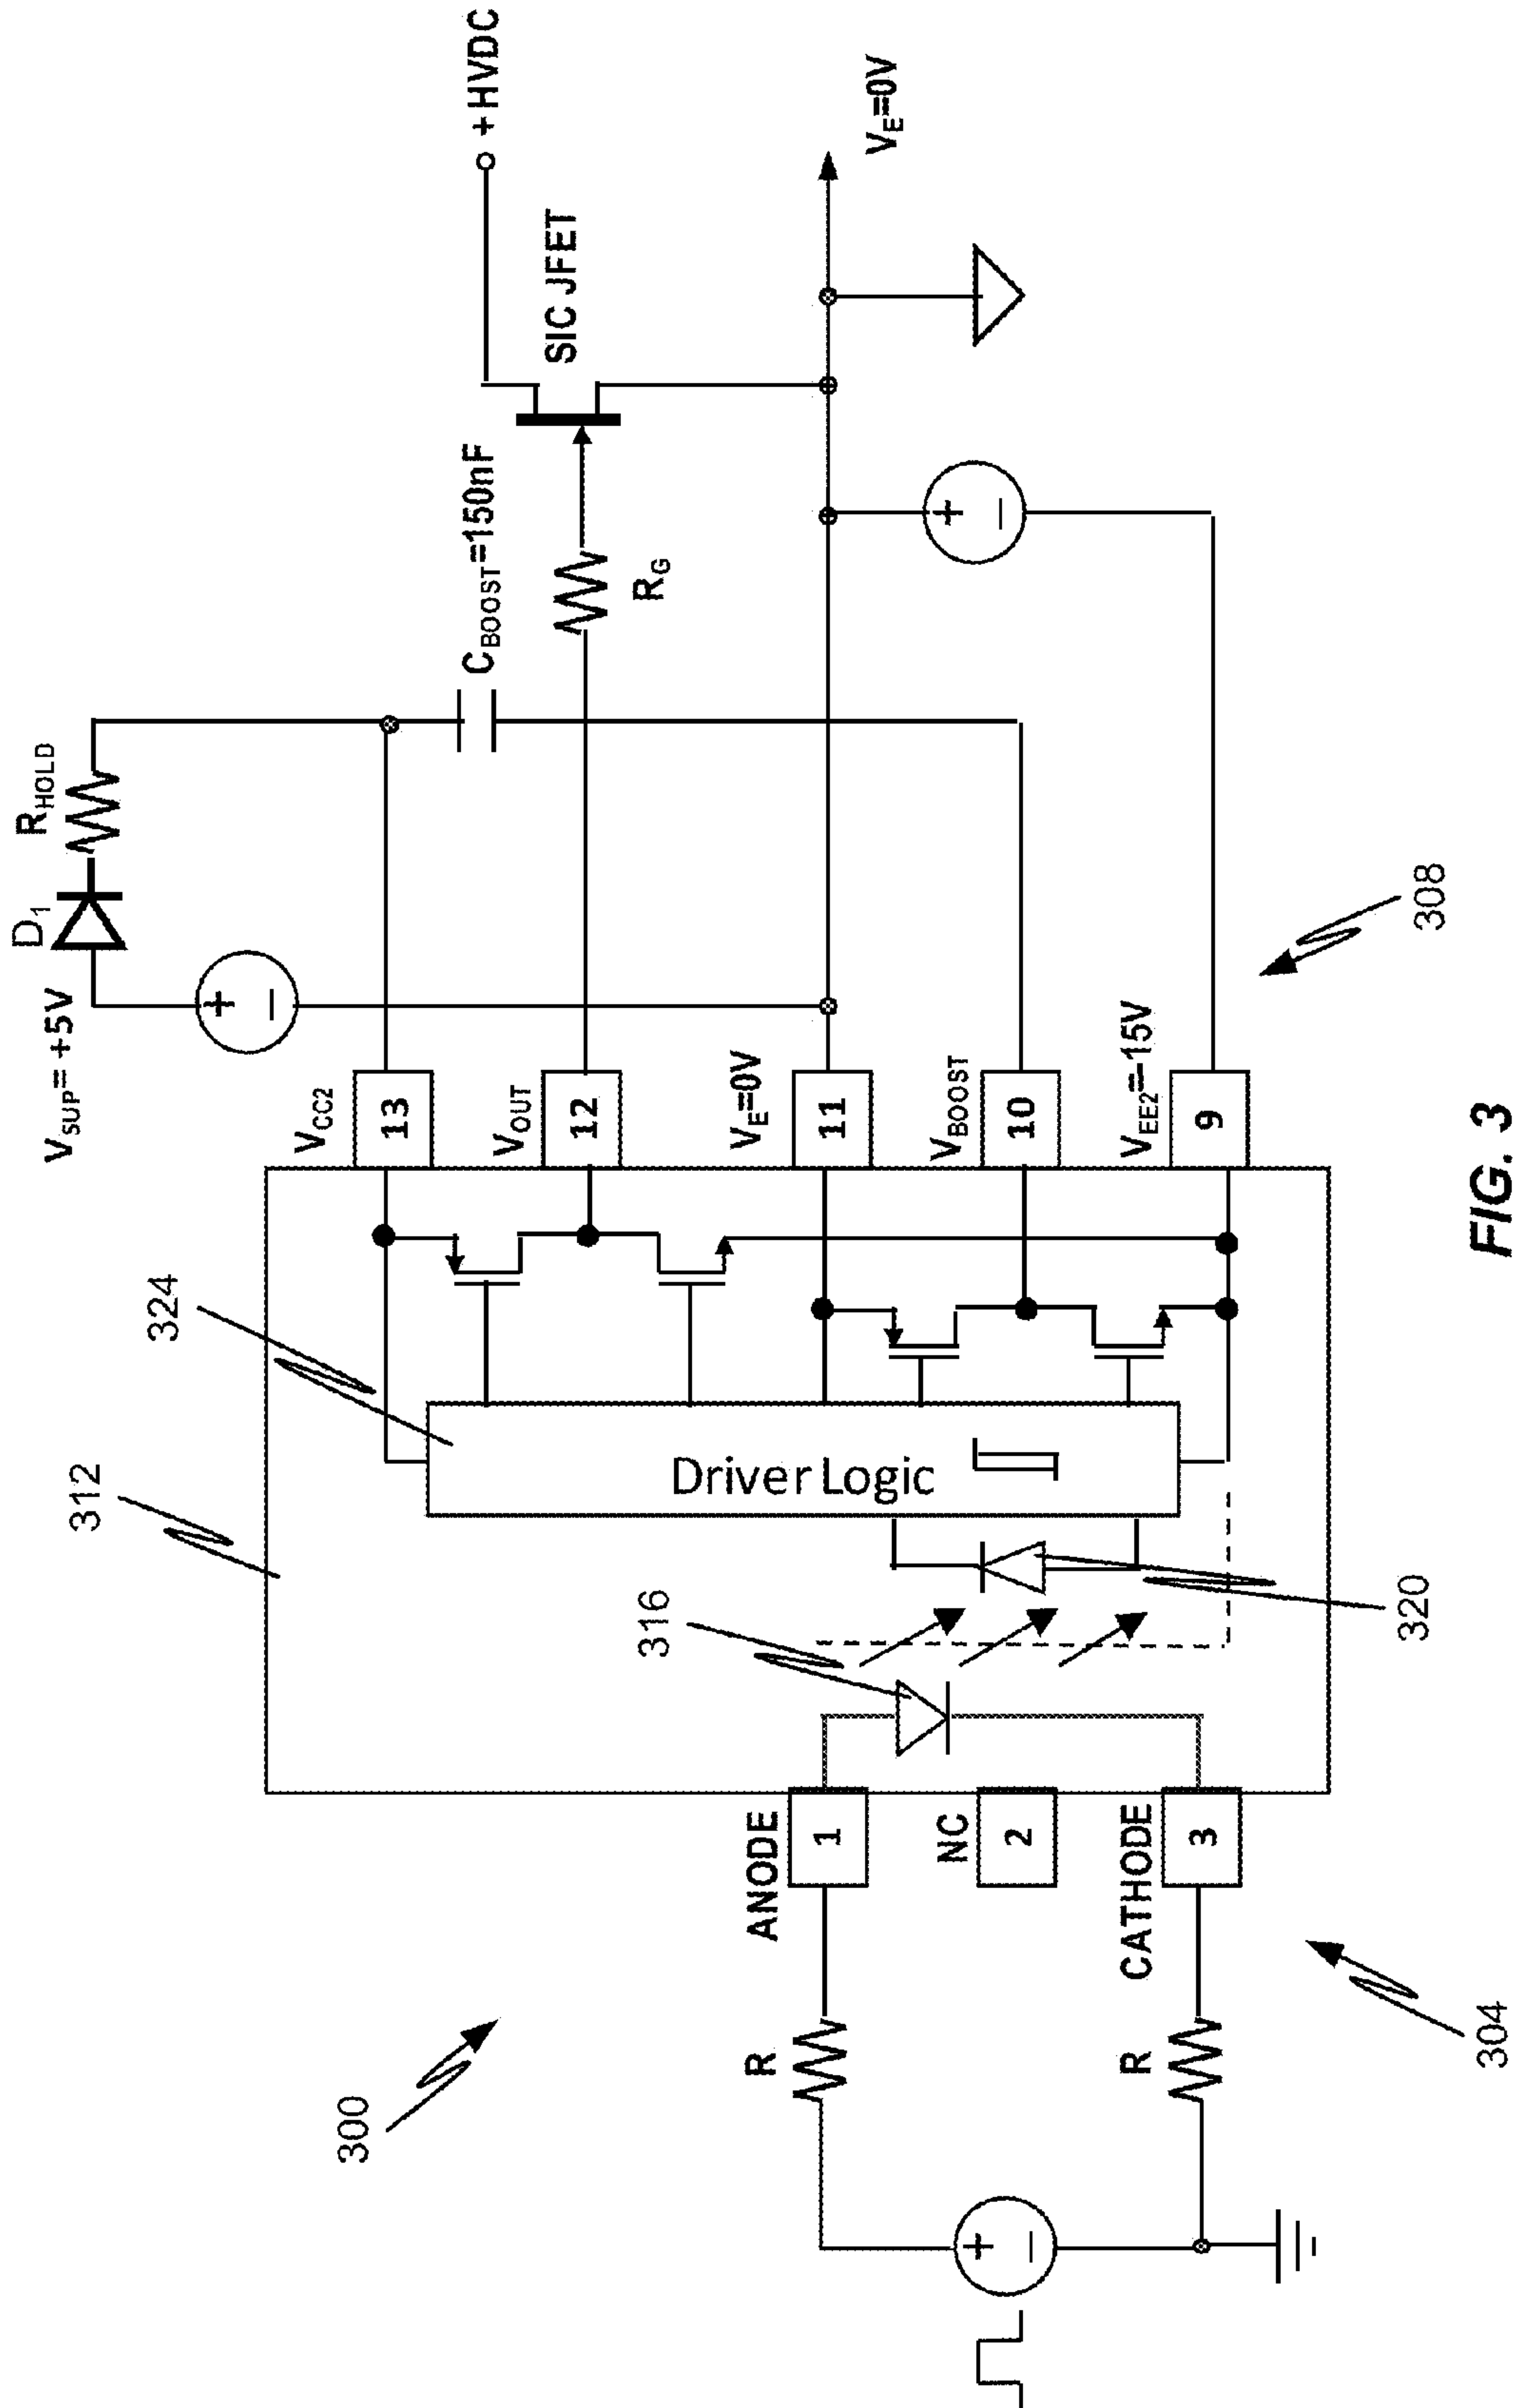 300
304
308
312
316
320
324
V_SUP= +5V
D₁
R_HOLD
V_CC2
13
C_BOOST=150nF
+HVDC
V_OUT
12
R_G
SIC JFET
V_E=0V
11
V_E=0V
V_BOOST
10
V_EE2=-15V
9
Driver Logic
R
ANODE
1
NC
2
R
CATHODE
3
+
−
+
−
+
−
FIG. 3